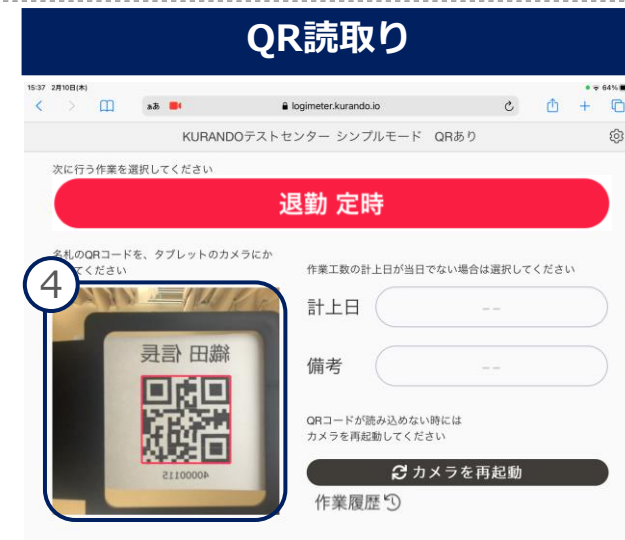 QR読取り
15:37 2月10日(木)
64%
ぁあ
logimeter.kurando.io
KURANDOテストセンター シンプルモード QRあり
次に行う作業を選択してください
退勤 定時
名札のQRコードを、タブレットのカメラにか
てください
4
織田 信長
40000115
作業工数の計上日が当日でない場合は選択してください
計上日
--
備考
--
QRコードが読み込めない時には
カメラを再起動してください
カメラを再起動
作業履歴